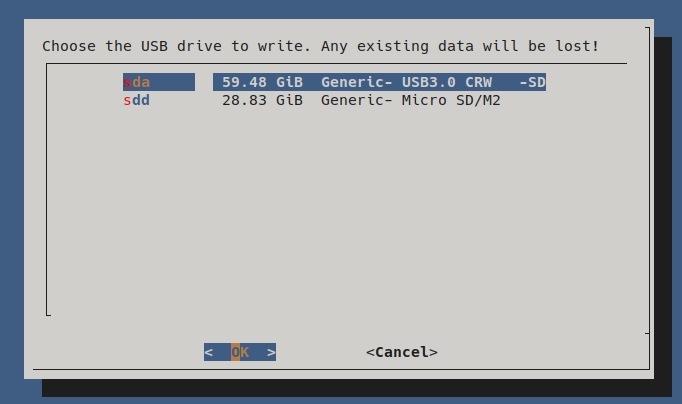 Choose the USB drive to write. Any existing data will be lost!
sda 59.48 GiB Generic- USB3.0 CRW -SD
sdd 28.83 GiB Generic- Micro SD/M2
< OK > <Cancel>